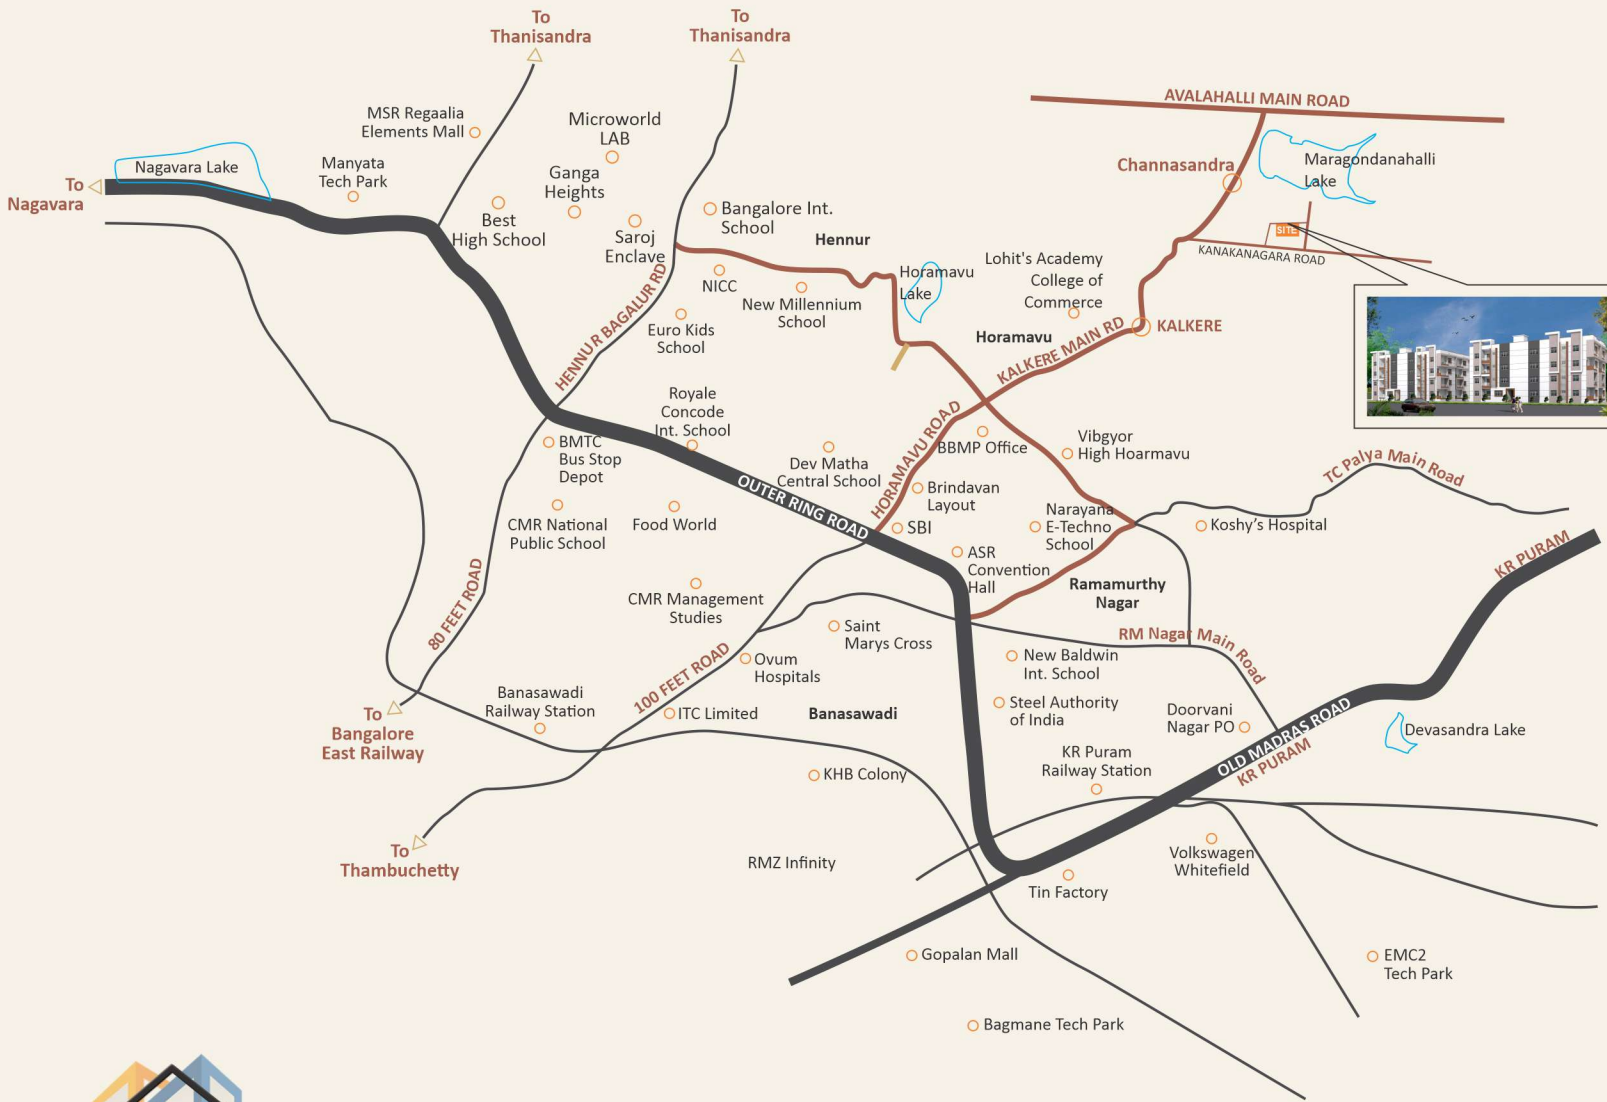 To
Thanisandra
To
Thanisandra
AVALAHALLI MAIN ROAD
MSR Regaalia
Elements Mall
Microworld
LAB
Nagavara Lake
Manyata
Tech Park
Ganga
Heights
Channasandra
Maragondanahalli
Lake
To
Nagavara
Best
High School
Saroj
Enclave
Bangalore Int.
School
Hennur
SITE
KANAKANAGARA ROAD
NICC
New Millennium
School
Horamavu
Lake
Lohit's Academy
College of
Commerce
HENNUR BAGALUR RD
Euro Kids
School
Horamavu
KALKERE MAIN RD
KALKERE
Royale
Concode
Int. School
BMTC
Bus Stop
Depot
Dev Matha
Central School
HORAMAVU ROAD
BBMP Office
Vibgyor
High Hoarmavu
TC Palya Main Road
OUTER RING ROAD
Brindavan
Layout
CMR National
Public School
Food World
SBI
Narayana
E-Techno
School
Koshy's Hospital
ASR
Convention
Hall
KR PURAM
80 FEET ROAD
CMR Management
Studies
Ramamurthy
Nagar
Saint
Marys Cross
RM Nagar Main Road
100 FEET ROAD
Ovum
Hospitals
New Baldwin
Int. School
Banasawadi
Railway Station
ITC Limited
Banasawadi
Steel Authority
of India
Doorvani
Nagar PO
To
Bangalore
East Railway
OLD MADRAS ROAD
KR PURAM
Devasandra Lake
KHB Colony
KR Puram
Railway Station
To
Thambuchetty
RMZ Infinity
Volkswagen
Whitefield
Tin Factory
Gopalan Mall
EMC2
Tech Park
Bagmane Tech Park